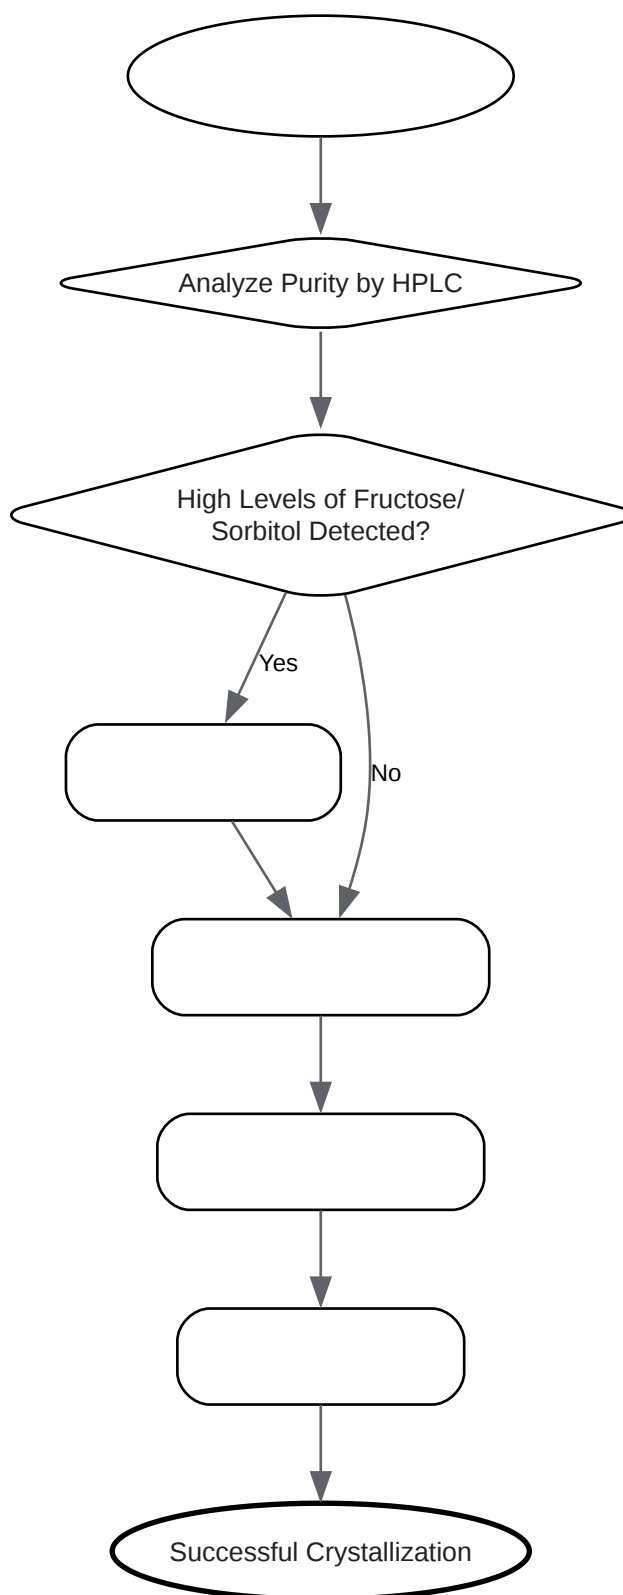 Analyze Purity by HPLC
High Levels of Fructose/
Sorbitol Detected?
Yes
No
Successful Crystallization